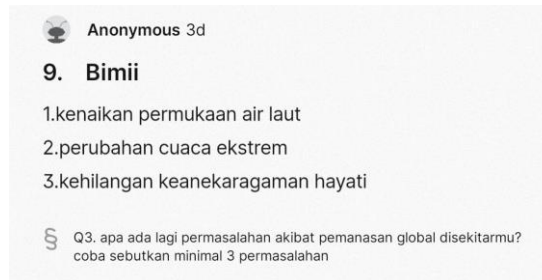 Anonymous 3d
9. Bimii
1.kenaikan permukaan air laut
2.perubahan cuaca ekstrem
3.kehilangan keanekaragaman hayati
§ Q3. apa ada lagi permasalahan akibat pemanasan global disekitarmu?
coba sebutkan minimal 3 permasalahan